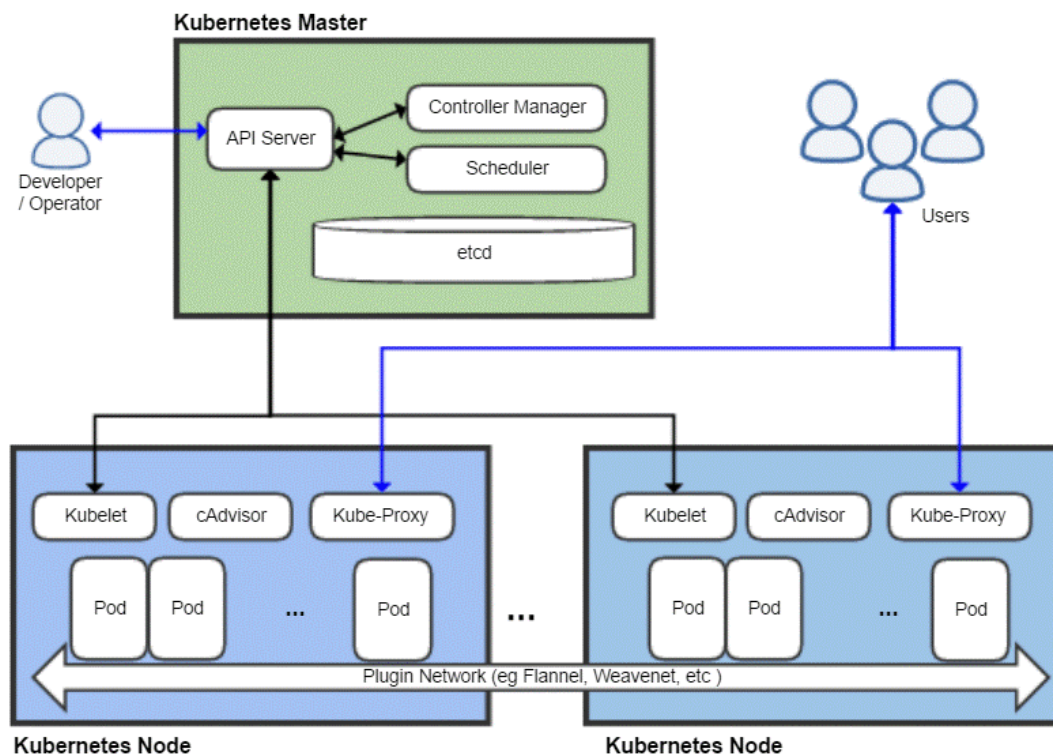 Kubernetes Master
Developer
/ Operator
API Server
Controller Manager
Scheduler
etcd
Users
Kubelet
cAdvisor
Kube-Proxy
Pod
Pod
...
Pod
...
Kubelet
cAdvisor
Kube-Proxy
Pod
Pod
...
Pod
Plugin Network (eg Flannel, Weavenet, etc )
Kubernetes Node
Kubernetes Node